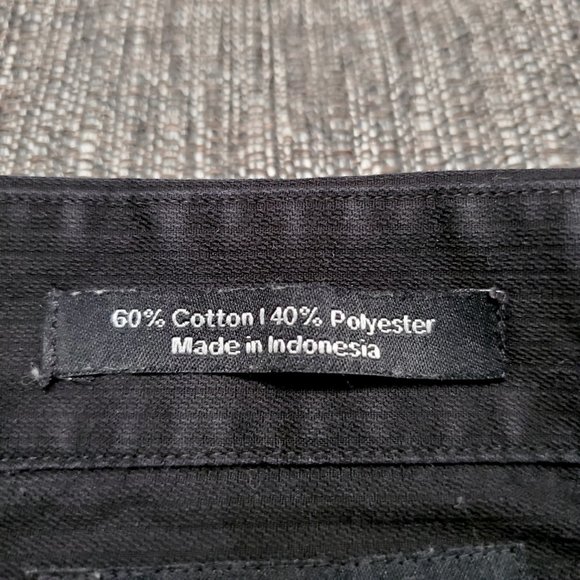 60% Cotton | 40% Polyester
Made in Indonesia